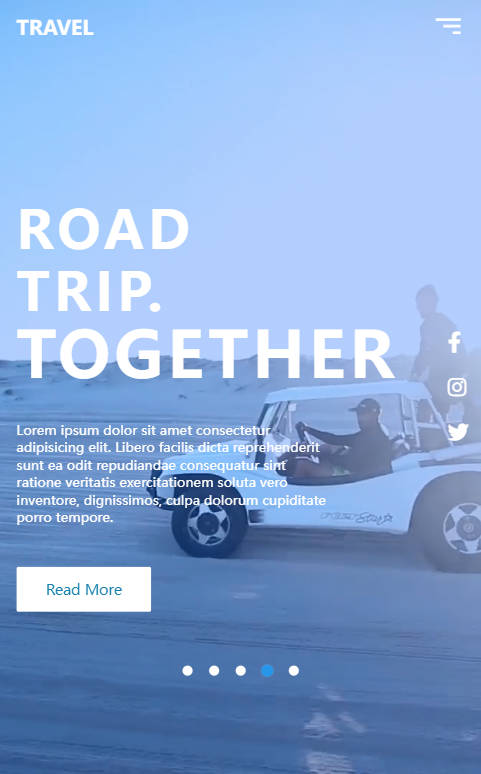 TRAVEL
ROAD
TRIP.
TOGETHER
Lorem ipsum dolor sit amet consectetur
adipisicing elit. Libero facilis dicta reprehenderit
sunt ea odit repudiandae consequatur sint
ratione veritatis exercitationem soluta vero
inventore, dignissimos, culpa dolorum cupiditate
porro tempore.
Read More